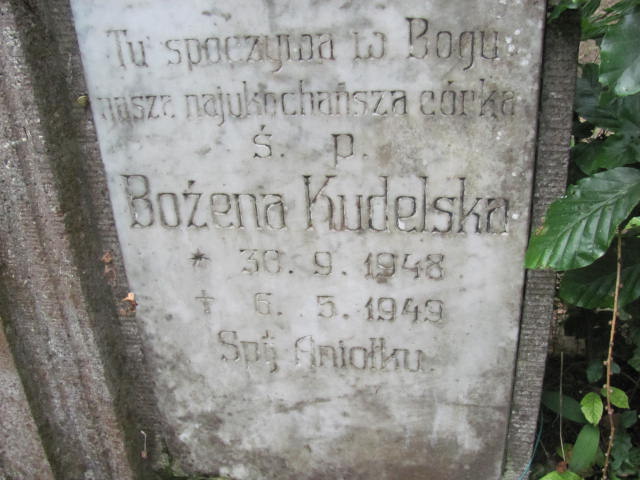 Tu spoczywa w Bogu
nasza najukochańsza córka
ś. p.
Bożena Kudelska
* 30. 9. 1948
† 6. 5. 1949
Śpij Aniołku.